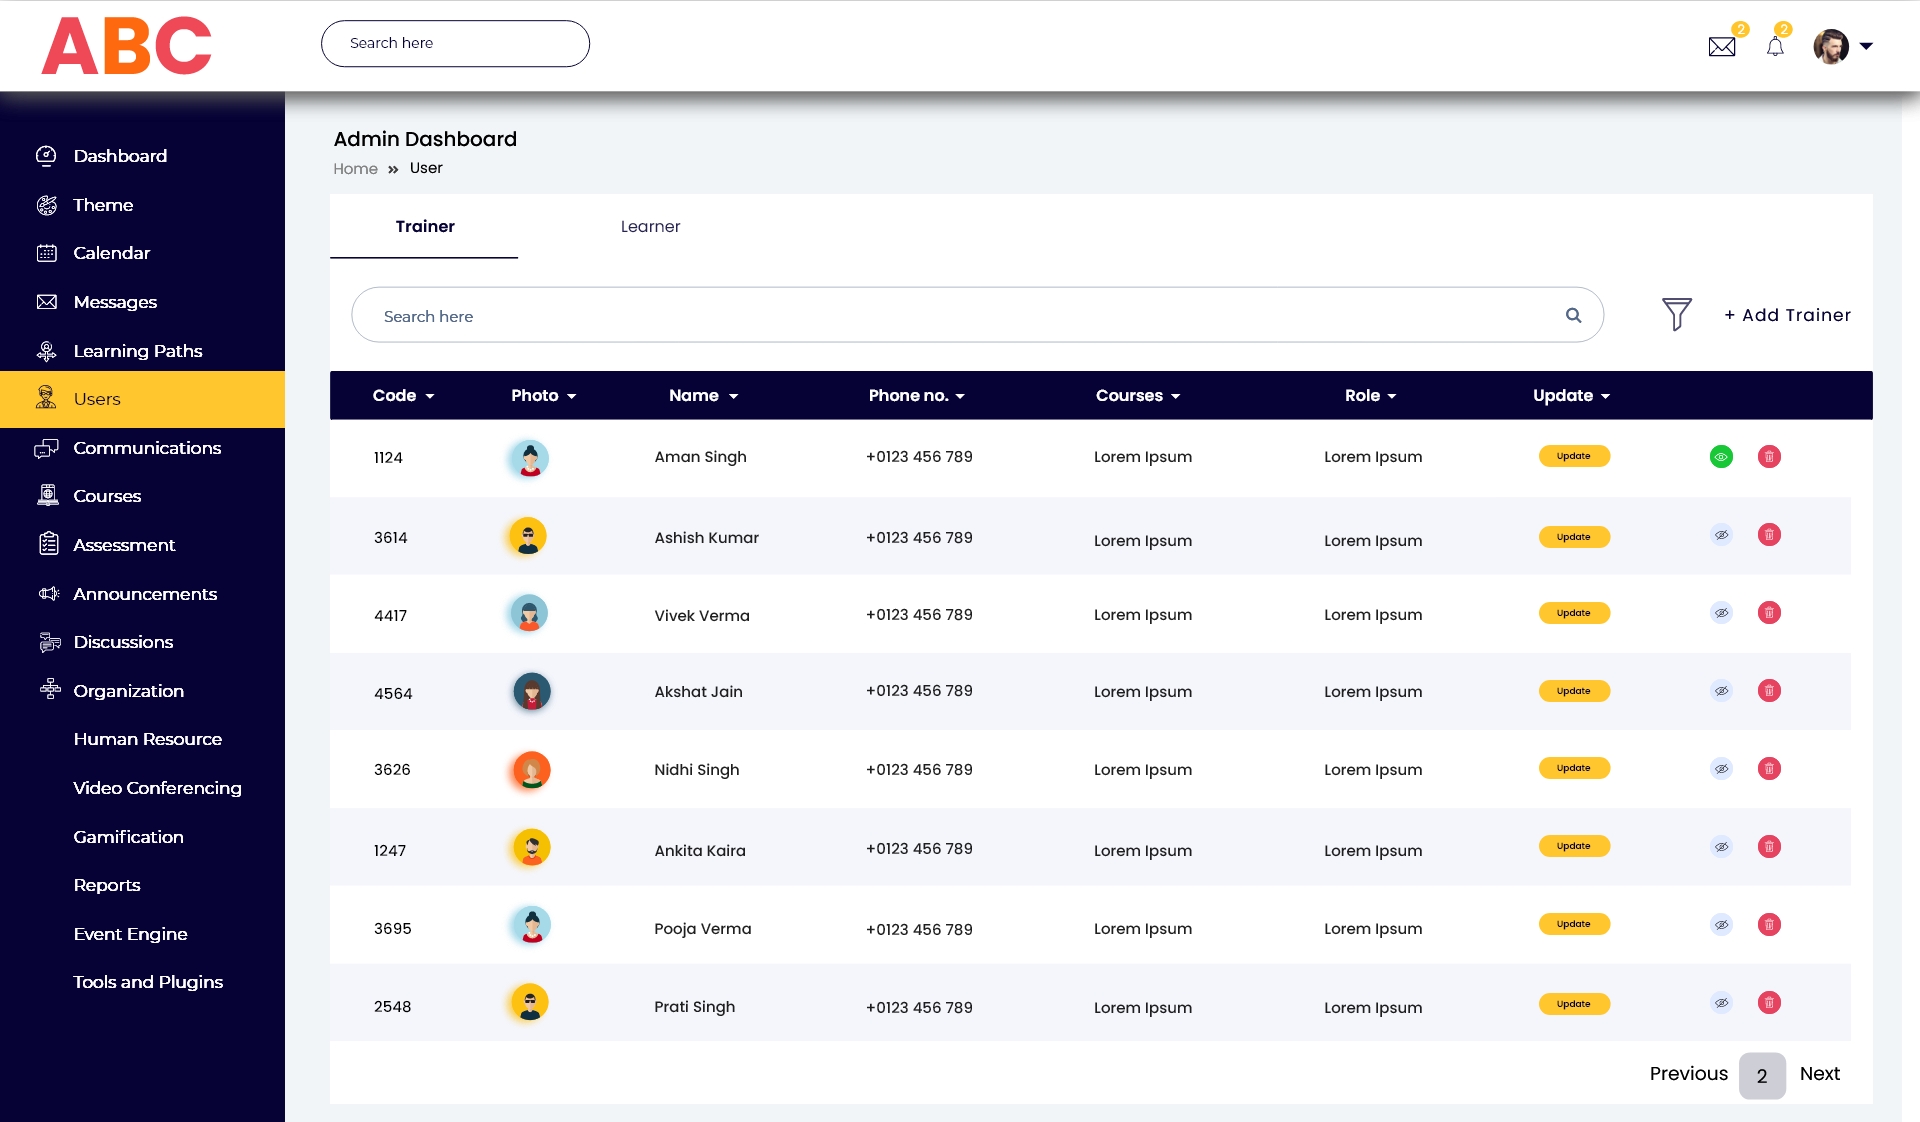 ABC
Search here
2
2
Dashboard
Theme
Calendar
Messages
Learning Paths
Users
Communications
Courses
Assessment
Announcements
Discussions
Organization
Human Resource
Video Conferencing
Gamification
Reports
Event Engine
Tools and Plugins
Admin Dashboard
Home » User
Trainer Learner
Search here
+ Add Trainer
Code Photo Name Phone no. Courses Role Update
1124 Aman Singh +0123 456 789 Lorem Ipsum Lorem Ipsum Update
3614 Ashish Kumar +0123 456 789 Lorem Ipsum Lorem Ipsum Update
4417 Vivek Verma +0123 456 789 Lorem Ipsum Lorem Ipsum Update
4564 Akshat Jain +0123 456 789 Lorem Ipsum Lorem Ipsum Update
3626 Nidhi Singh +0123 456 789 Lorem Ipsum Lorem Ipsum Update
1247 Ankita Kaira +0123 456 789 Lorem Ipsum Lorem Ipsum Update
3695 Pooja Verma +0123 456 789 Lorem Ipsum Lorem Ipsum Update
2548 Prati Singh +0123 456 789 Lorem Ipsum Lorem Ipsum Update
Previous 2 Next